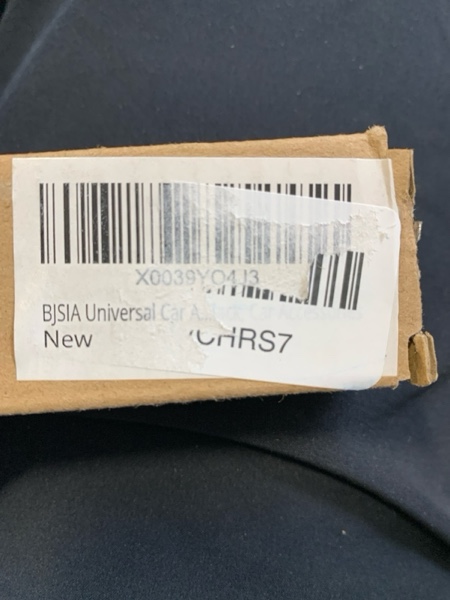 X0039YO4J3
BJSIA Universal Car
New
CHRS7